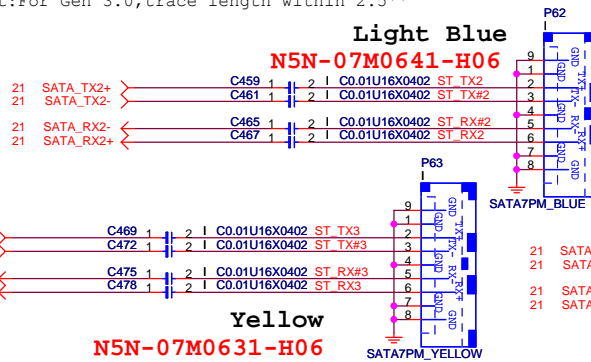 t:For Gen 3.0,trace length within 2.5''
P62
Light Blue
N5N-07M0641-H06
21 SATA_TX2+ C459 1 2 C0.01U16X0402 ST_TX2
21 SATA_TX2- C461 1 2 C0.01U16X0402 ST_TX#2
21 SATA_RX2- C465 1 2 C0.01U16X0402 ST_RX#2
21 SATA_RX2+ C467 1 2 C0.01U16X0402 ST_RX2
9 GND
1 GND
2 TX+
3 TX-
4 GND
5 RX-
6 RX+
7 GND
8 GND
SATA7PM_BLUE
P63
C469 1 2 C0.01U16X0402 ST_TX3
C472 1 2 C0.01U16X0402 ST_TX#3
C475 1 2 C0.01U16X0402 ST_RX#3
C478 1 2 C0.01U16X0402 ST_RX3
9 GND
1 GND
2 TX+
3 TX-
4 GND
5 RX-
6 RX+
7 GND
8 GND
SATA7PM_YELLOW
Yellow
N5N-07M0631-H06
21 SATA
21 SATA
21 SATA
21 SATA